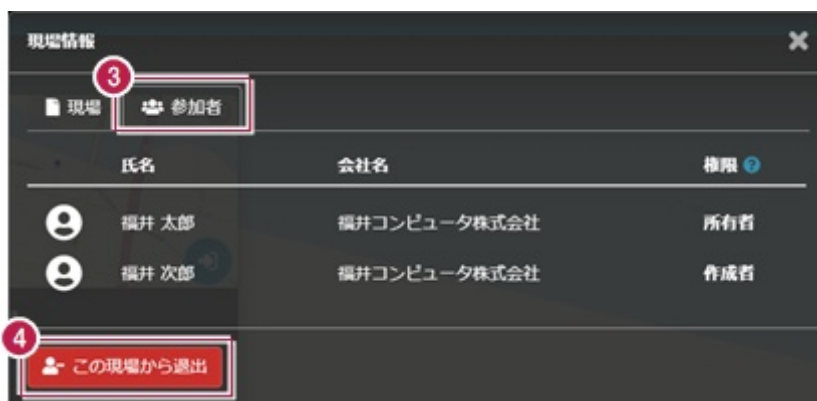 現場情報
3
現場 参加者
氏名 会社名 権限
福井 太郎 福井コンピュータ株式会社 所有者
福井 次郎 福井コンピュータ株式会社 作成者
4
この現場から退出